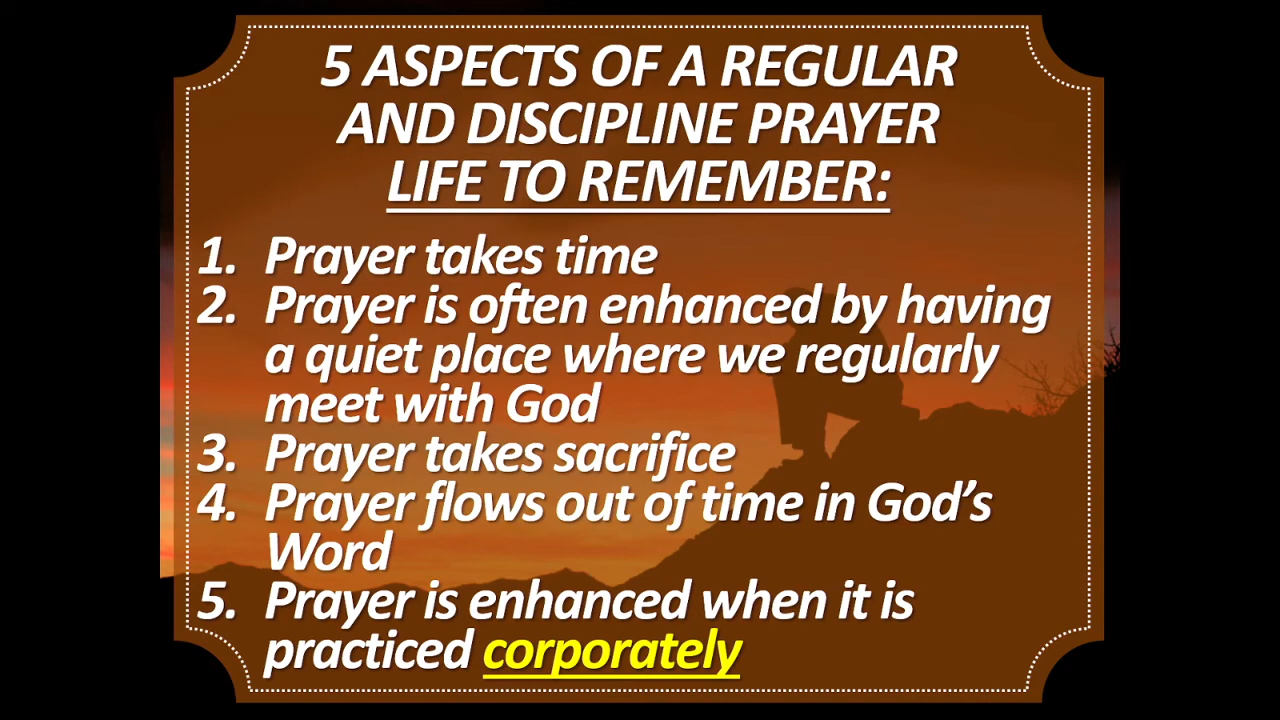 5 ASPECTS OF A REGULAR
AND DISCIPLINE PRAYER
LIFE TO REMEMBER:
1. Prayer takes time
2. Prayer is often enhanced by having
a quiet place where we regularly
meet with God
3. Prayer takes sacrifice
4. Prayer flows out of time in God’s
Word
5. Prayer is enhanced when it is
practiced corporately